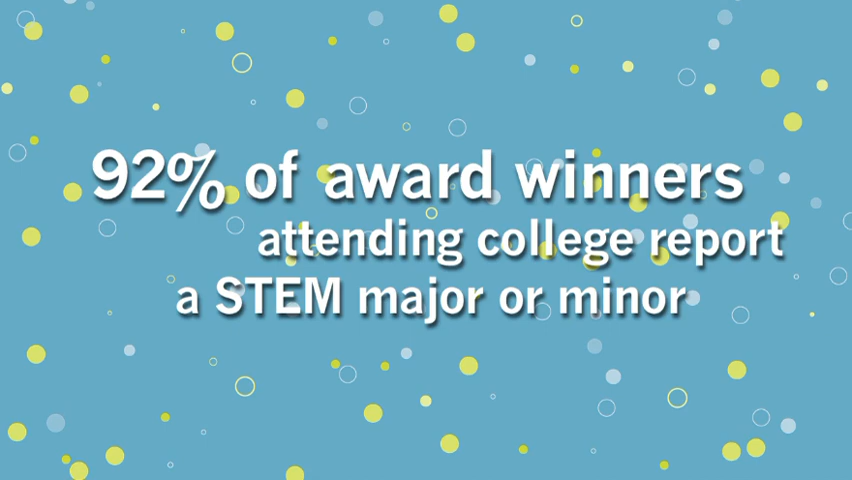 92% of award winners
attending college report
a STEM major or minor